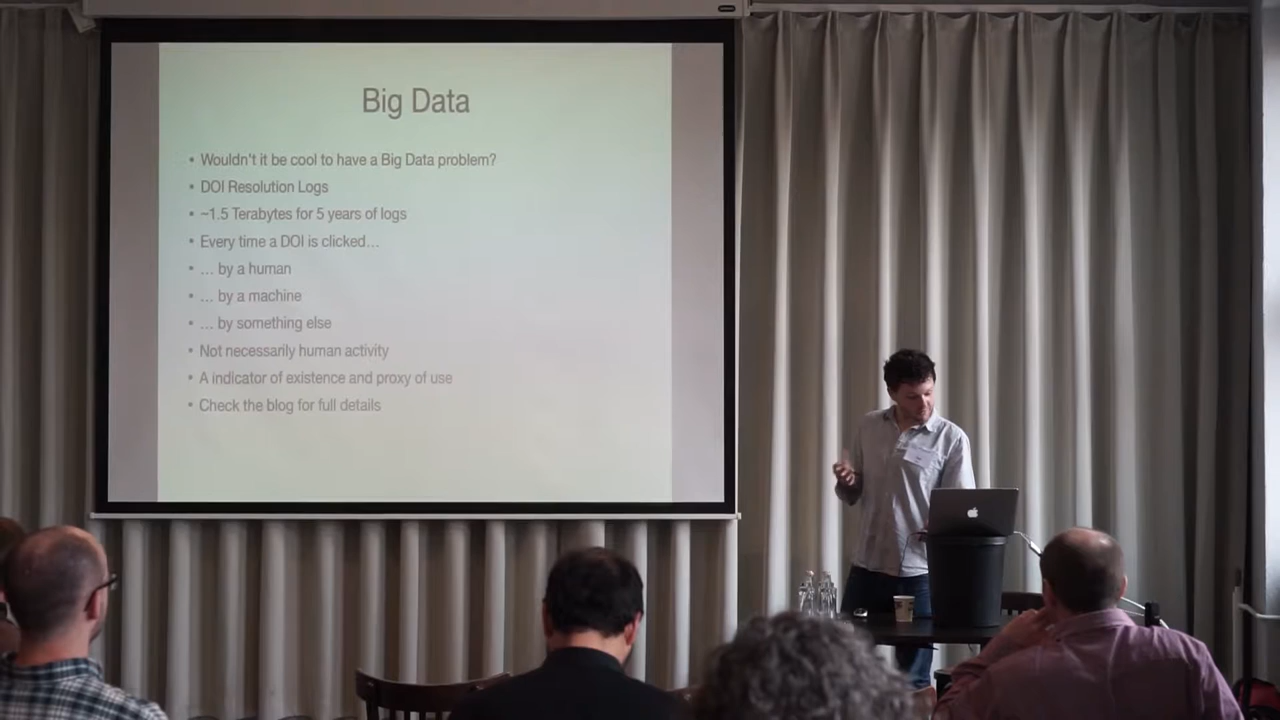 Big Data
• Wouldn't it be cool to have a Big Data problem?
• DOI Resolution Logs
• ~1.5 Terabytes for 5 years of logs
• Every time a DOI is clicked…
• … by a human
• … by a machine
• … by something else
• Not necessarily human activity
• A indicator of existence and proxy of use
• Check the blog for full details